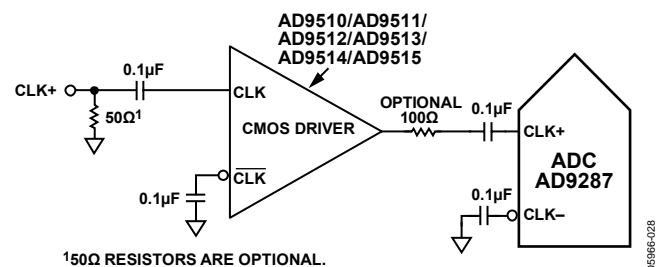 AD9510/AD9511/
AD9512/AD9513/
AD9514/AD9515
CLK+
0.1µF
50Ω¹
CLK
CMOS DRIVER
OPTIONAL
100Ω
0.1µF
CLK+
ADC
AD9287
0.1µF
CLK
0.1µF
CLK–
¹50Ω RESISTORS ARE OPTIONAL.
05966-028